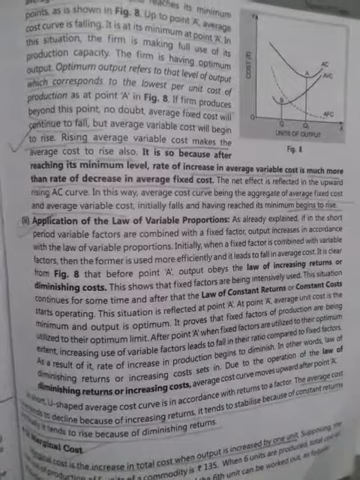 reaches its minimum
points, as is shown in Fig. 8. Up to point 'A', average
cost curve is falling. It is at its minimum at point 'A'. In
this situation, the firm is making full use of its
production capacity. The firm is having optimum
output. Optimum output refers to that level of output
which corresponds to the lowest per unit cost of
production as at point 'A' in Fig. 8. If firm produces
beyond this point, no doubt, average fixed cost will
continue to fall, but average variable cost will begin
to rise. Rising average variable cost makes the
average cost to rise also. It is so because after
reaching its minimum level, rate of increase in average variable cost is much more
than rate of decrease in average fixed cost. The net effect is reflected in the upward
rising AC curve. In this way, average cost curve being the aggregate of average fixed cost
and average variable cost, initially falls and having reached its minimum begins to rise.
COST (₹)
AC
AVC
A
B
AFC
O
UNITS OF OUTPUT
Fig. 8
(ii) Application of the Law of Variable Proportions: As already explained, if in the short
period variable factors are combined with a fixed factor, output increases in accordance
with the law of variable proportions. Initially, when a fixed factor is combined with variable
factors, then the former is used more efficiently and it leads to fall in average cost. It is clear
from Fig. 8 that before point 'A', output obeys the law of increasing returns or
diminishing costs. This shows that fixed factors are being intensively used. This situation
continues for some time and after that the Law of Constant Returns or Constant Costs
starts operating. This situation is reflected at point 'A'. At point 'A', average unit cost is the
minimum and output is optimum. It proves that fixed factors of production are being
utilized to their optimum limit. After point 'A' when fixed factors are utilized to their optimum
extent, increasing use of variable factors leads to fall in their ratio compared to fixed factors.
As a result of it, rate of increase in production begins to diminish. In other words, law of
diminishing returns or increasing costs sets in. Due to the operation of the law of
diminishing returns or increasing costs, average cost curve moves upward after point 'A'.
In short, U-shaped average cost curve is in accordance with returns to a factor. The average cost
tends to decline because of increasing returns, it tends to stabilise because of constant returns
it tends to rise because of diminishing returns.
Marginal Cost
cost is the increase in total cost when output is increased by one unit. Supposing, the
of production of 5 units of a commodity is ₹ 135. When 6 units are produced, total
the fifth unit can be worked out, as follows: